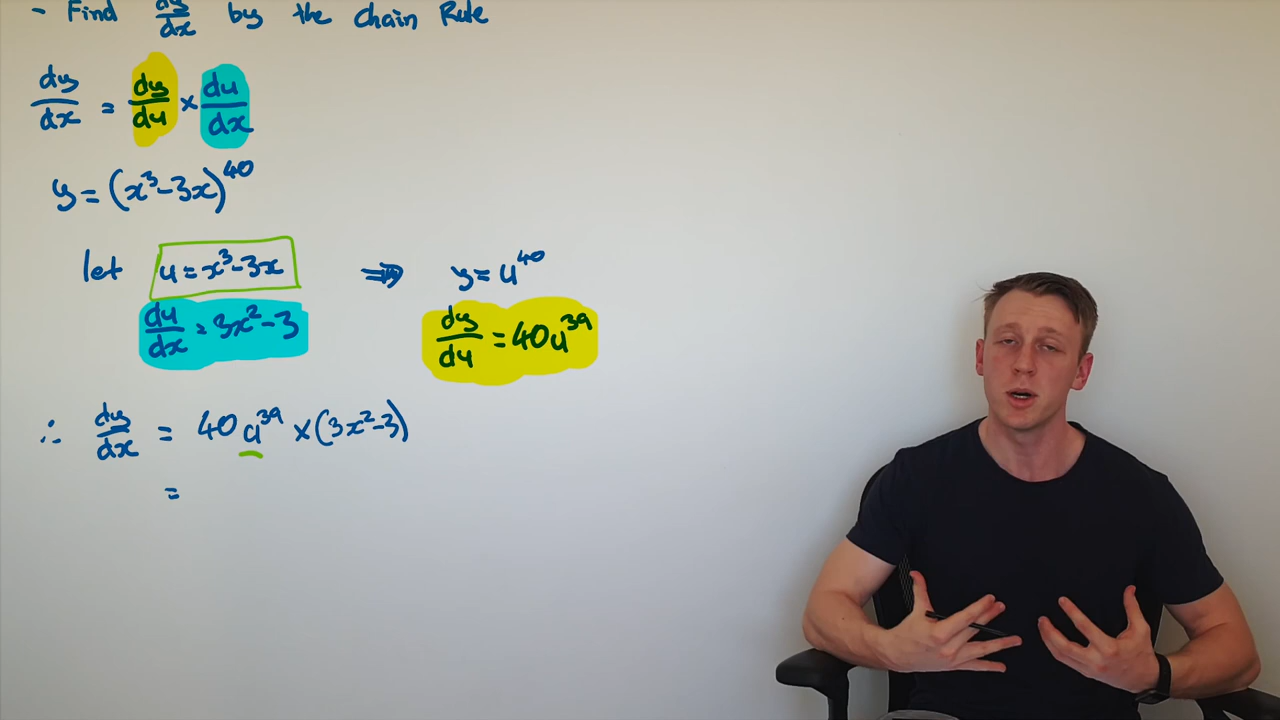 - Find dy/dx by the Chain Rule
dy/dx = dy/du × du/dx
y = (x³-3x)⁴⁰
let u = x³-3x ⇒ y = u⁴⁰
du/dx = 3x²-3 dy/du = 40u³⁹
∴ dy/dx = 40u³⁹ × (3x²-3)
=